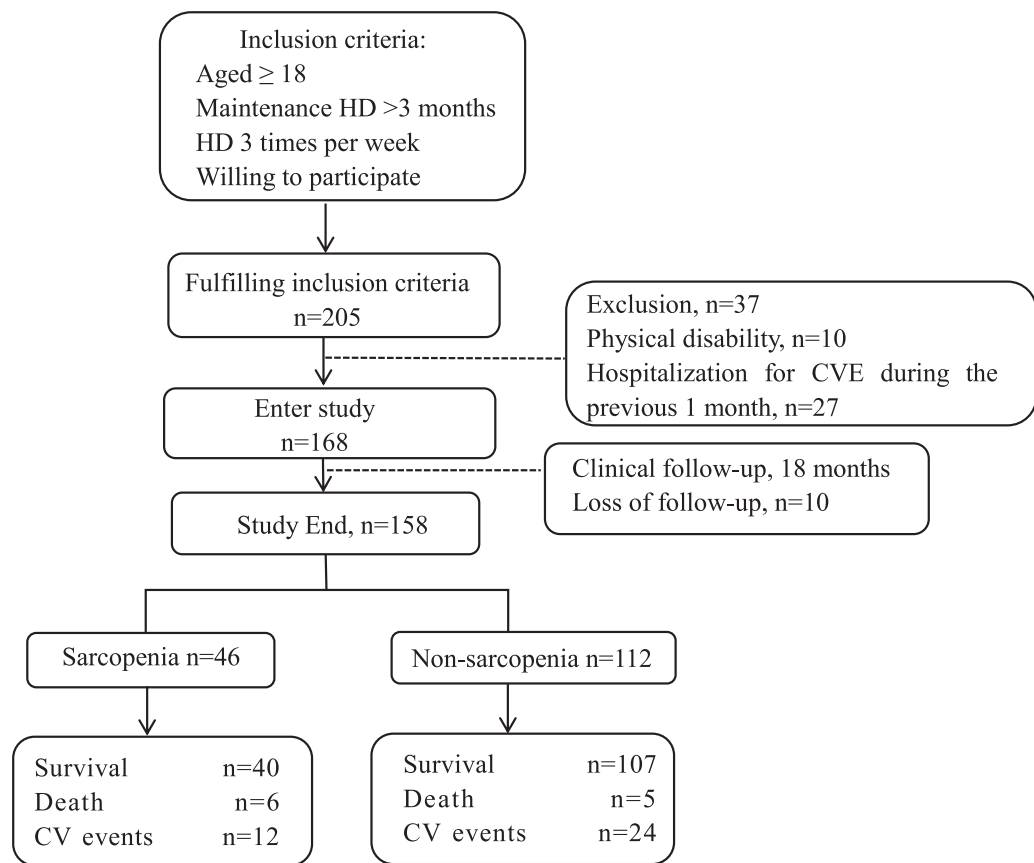 Inclusion criteria:
Aged ≥ 18
Maintenance HD >3 months
HD 3 times per week
Willing to participate
Fulfilling inclusion criteria
n=205
Exclusion, n=37
Physical disability, n=10
Hospitalization for CVE during the
previous 1 month, n=27
Enter study
n=168
Clinical follow-up, 18 months
Loss of follow-up, n=10
Study End, n=158
Sarcopenia n=46
Non-sarcopenia n=112
Survival n=40
Death n=6
CV events n=12
Survival n=107
Death n=5
CV events n=24